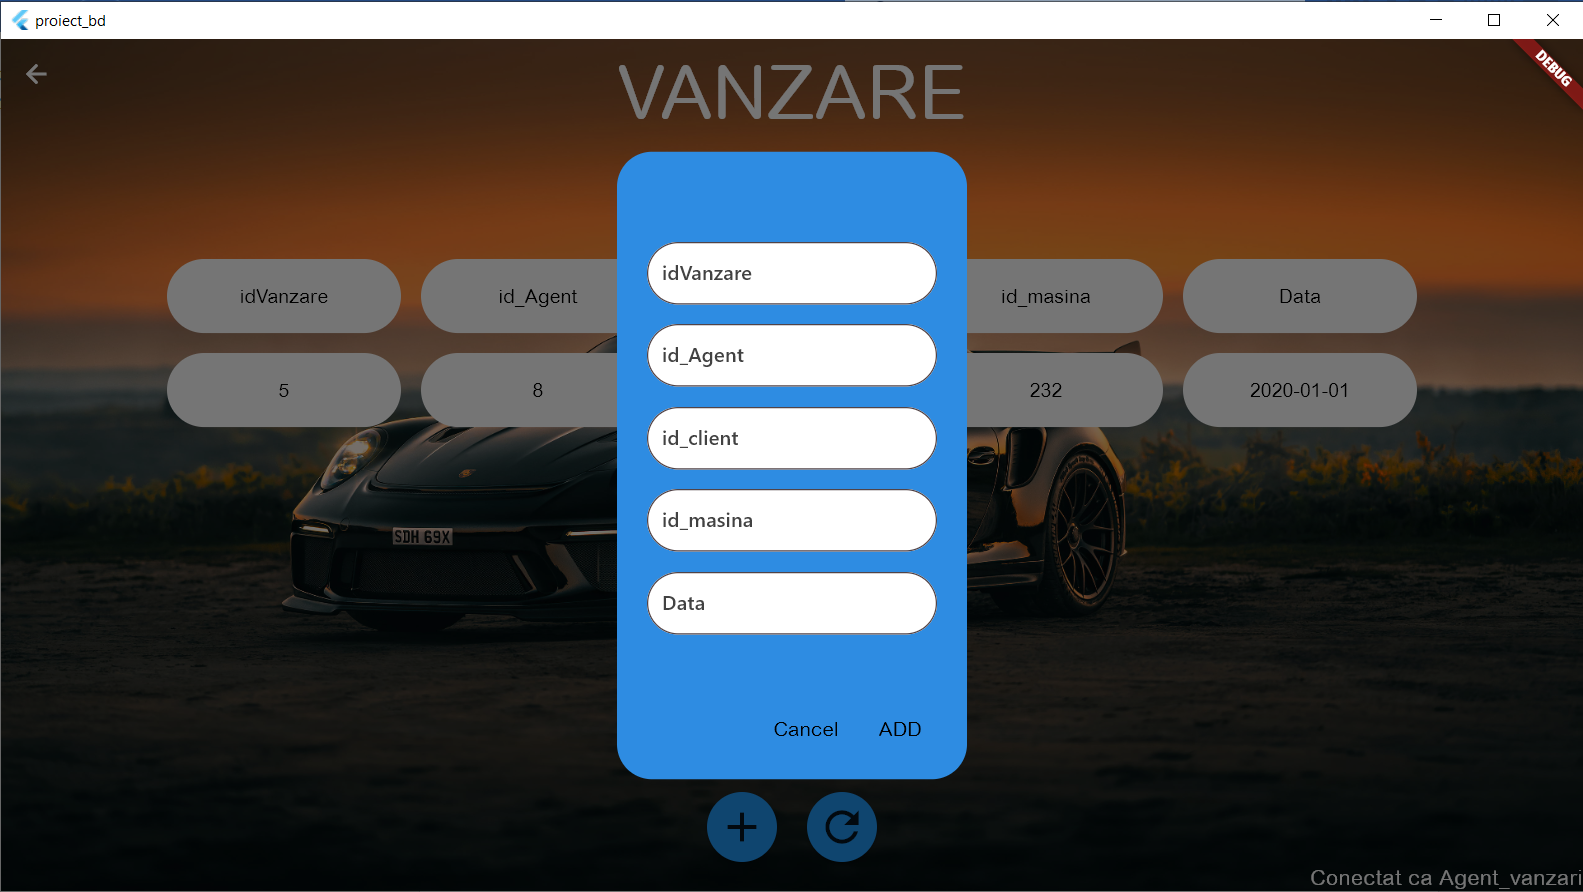 proiect_bd
DEBUG
VANZARE
idVanzare
id_Agent
id_masina
Data
5
8
232
2020-01-01
idVanzare
id_Agent
id_client
id_masina
Data
Cancel
ADD
SDH 69X
Conectat ca Agent_vanzari